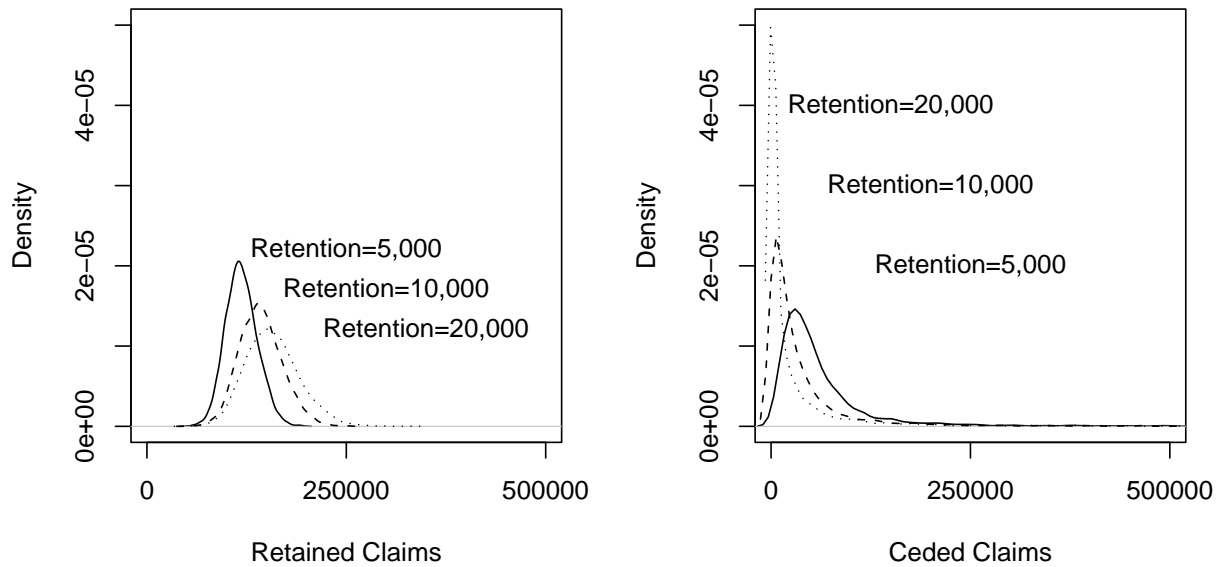 Density
4e−05
2e−05
0e+00
Retention=5,000
Retention=10,000
Retention=20,000
0
250000
500000
Retained Claims
Density
4e−05
2e−05
0e+00
Retention=20,000
Retention=10,000
Retention=5,000
0
250000
500000
Ceded Claims